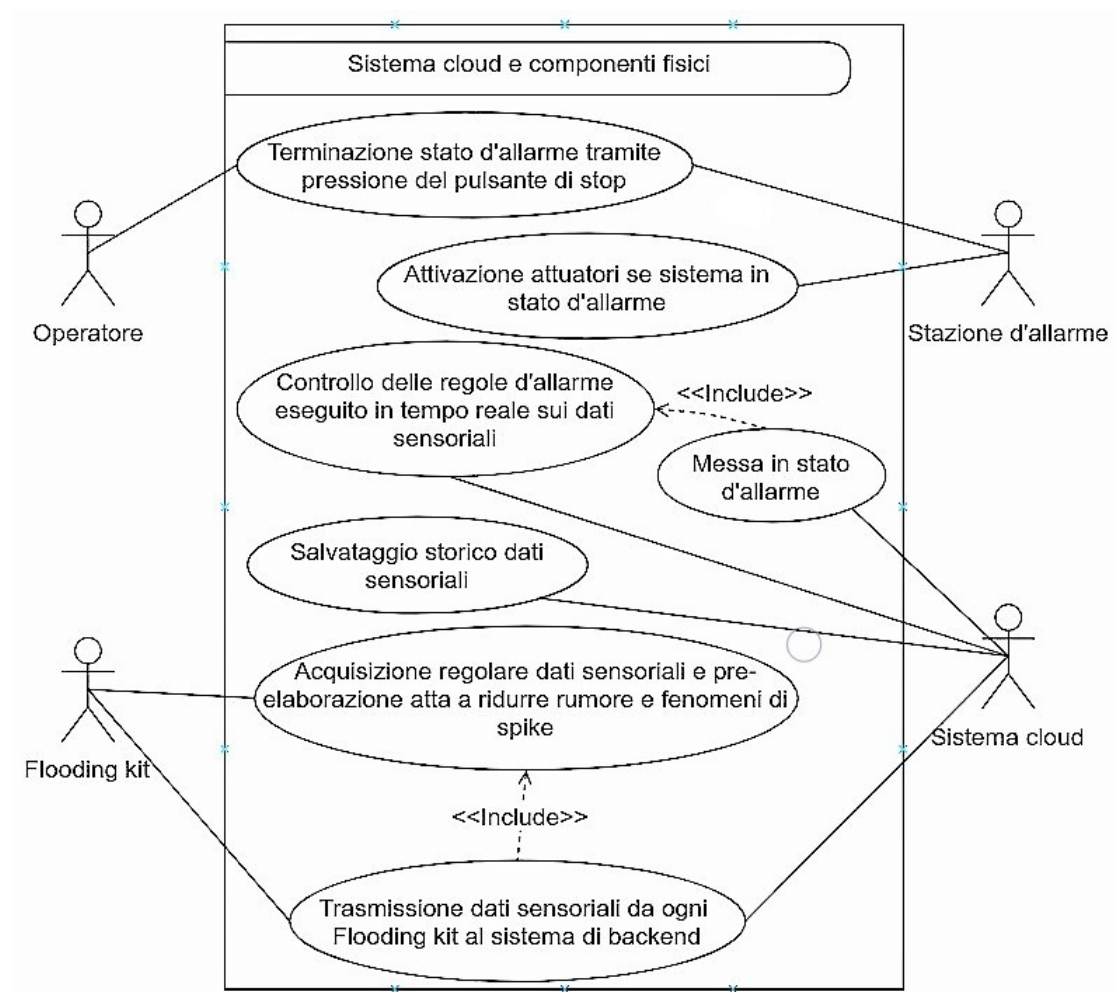 Sistema cloud e componenti fisici
Terminazione stato d'allarme tramite
pressione del pulsante di stop
Attivazione attuatori se sistema in
stato d'allarme
Operatore
Stazione d'allarme
Controllo delle regole d'allarme
eseguito in tempo reale sui dati
sensoriali
<<Include>>
Messa in stato
d'allarme
Salvataggio storico dati
sensoriali
Acquisizione regolare dati sensoriali e pre-
elaborazione atta a ridurre rumore e fenomeni di
spike
Flooding kit
Sistema cloud
<<Include>>
Trasmissione dati sensoriali da ogni
Flooding kit al sistema di backend